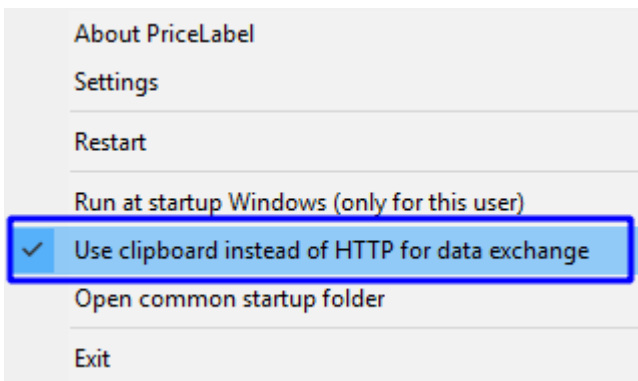 About PriceLabel
Settings
Restart
Run at startup Windows (only for this user)
Use clipboard instead of HTTP for data exchange
Open common startup folder
Exit